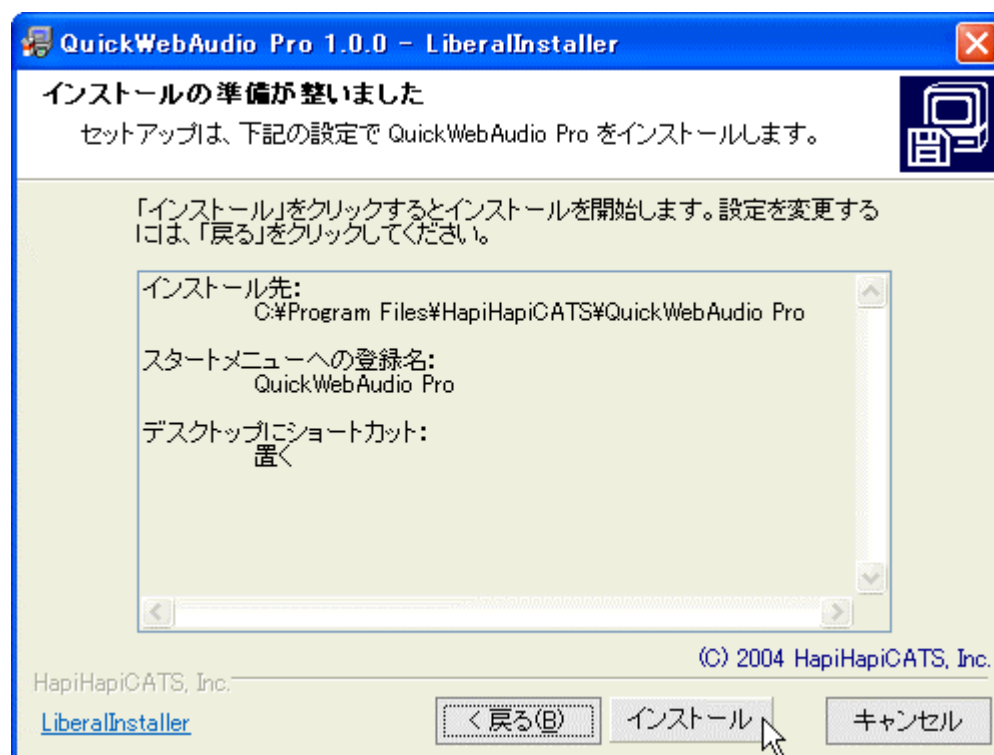 QuickWebAudio Pro 1.0.0 - LiberalInstaller
インストールの準備が整いました
セットアップは、下記の設定で QuickWebAudio Pro をインストールします。
「インストール」をクリックするとインストールを開始します。設定を変更する
には、「戻る」をクリックしてください。
インストール先:
C:¥Program Files¥HapiHapiCATS¥QuickWebAudio Pro
スタートメニューへの登録名:
QuickWebAudio Pro
デスクトップにショートカット:
置く
(C) 2004 HapiHapiCATS, Inc.
HapiHapiCATS, Inc.
LiberalInstaller
< 戻る(B)
インストール
キャンセル